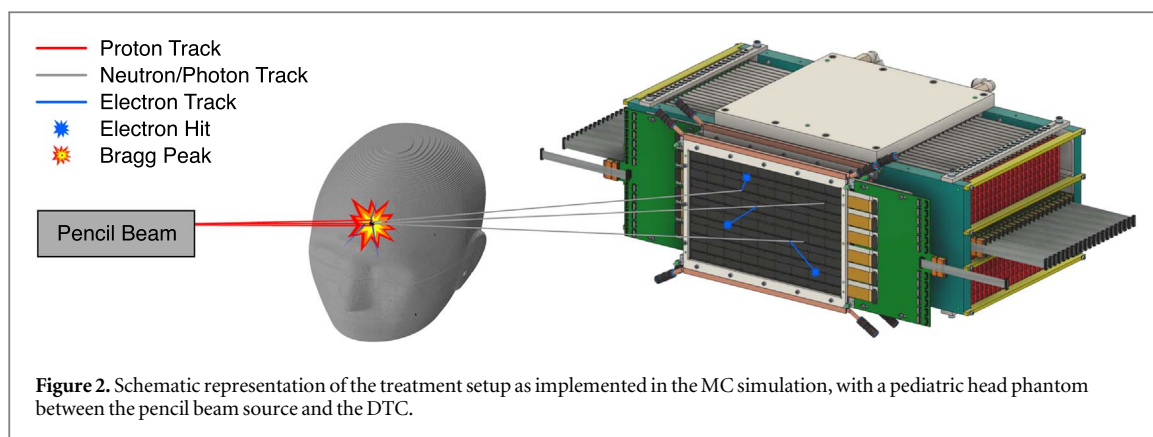 Proton Track
Neutron/Photon Track
Electron Track
Electron Hit
Bragg Peak
Pencil Beam
Figure 2. Schematic representation of the treatment setup as implemented in the MC simulation, with a pediatric head phantom
between the pencil beam source and the DTC.